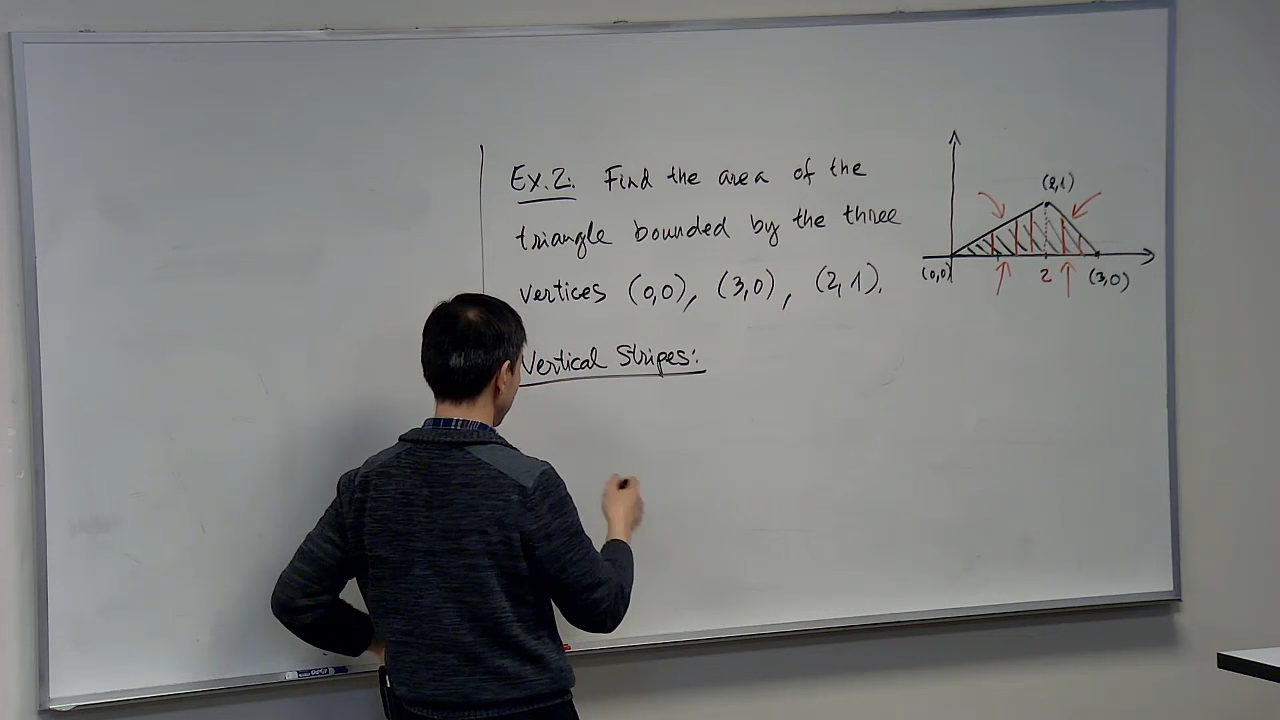 Ex.2: Find the area of the
triangle bounded by the three
vertices (0,0), (3,0), (2,1).
Vertical Stripes:
(2,1)
(0,0) 2 (3,0)